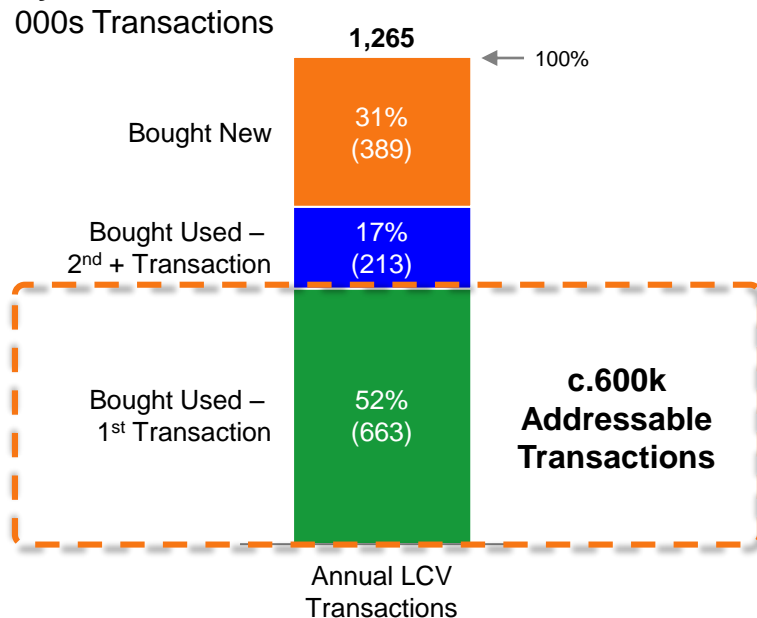 000s Transactions
1,265
100%
Bought New
31%
(389)
Bought Used –
2nd + Transaction
17%
(213)
Bought Used –
1st Transaction
52%
(663)
c.600k
Addressable
Transactions
Annual LCV
Transactions